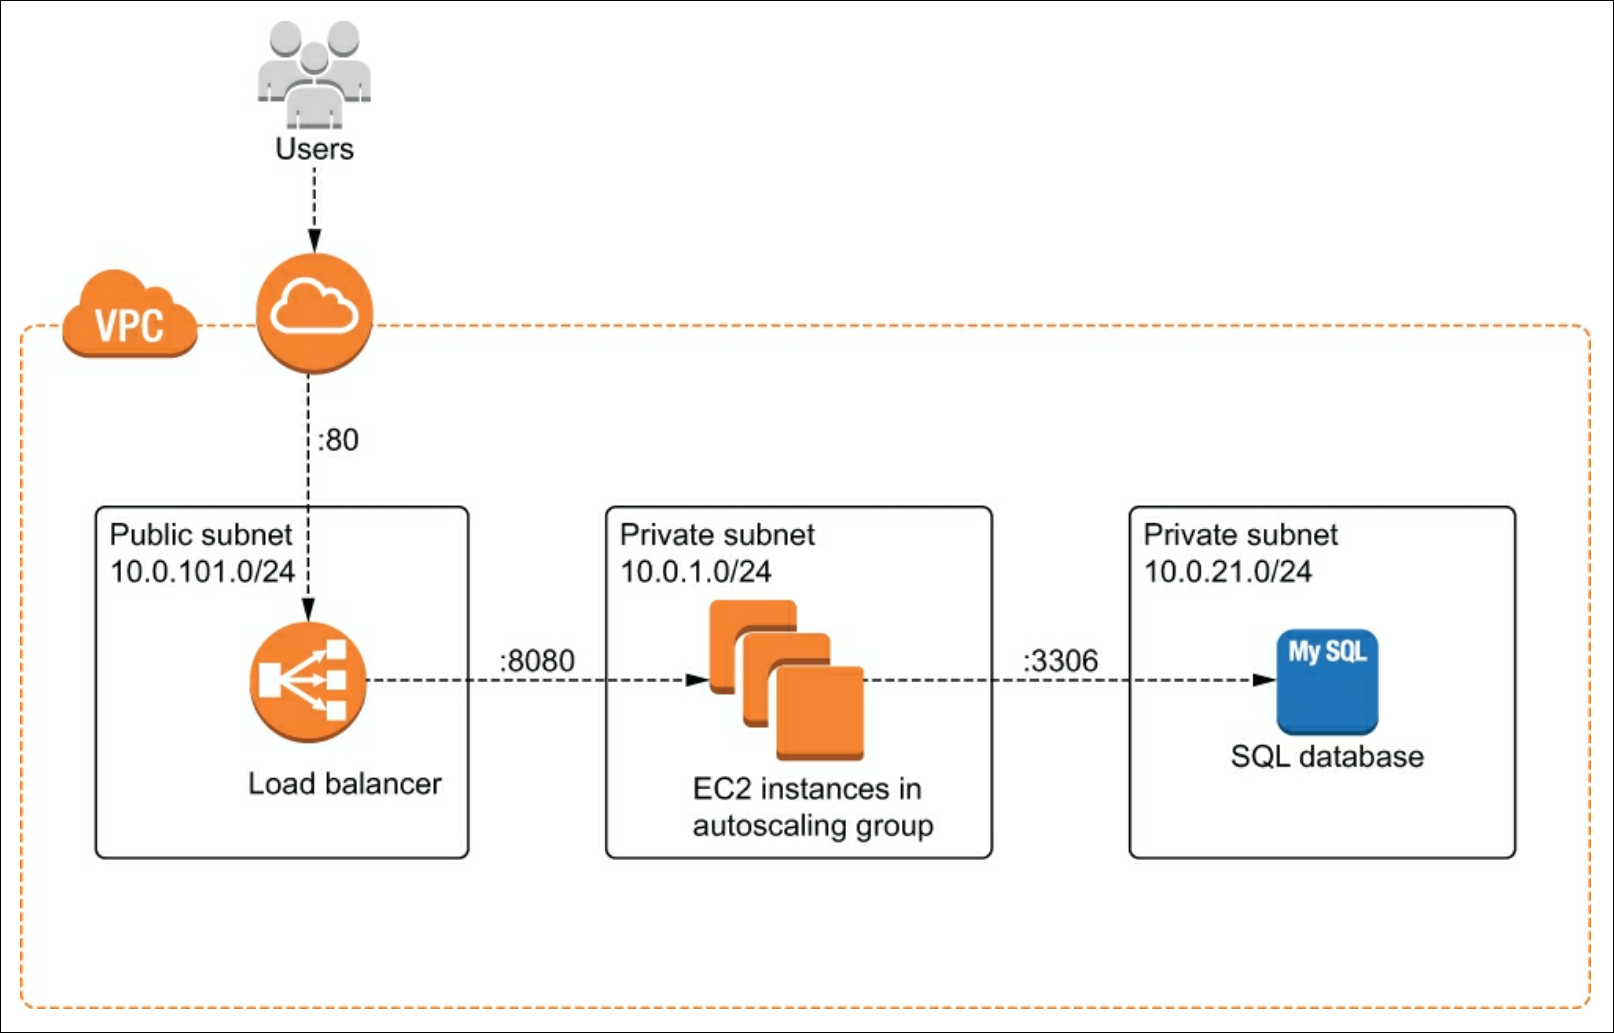 Users
VPC
:80
Public subnet
10.0.101.0/24
Load balancer
:8080
Private subnet
10.0.1.0/24
EC2 instances in
autoscaling group
:3306
Private subnet
10.0.21.0/24
My SQL
SQL database